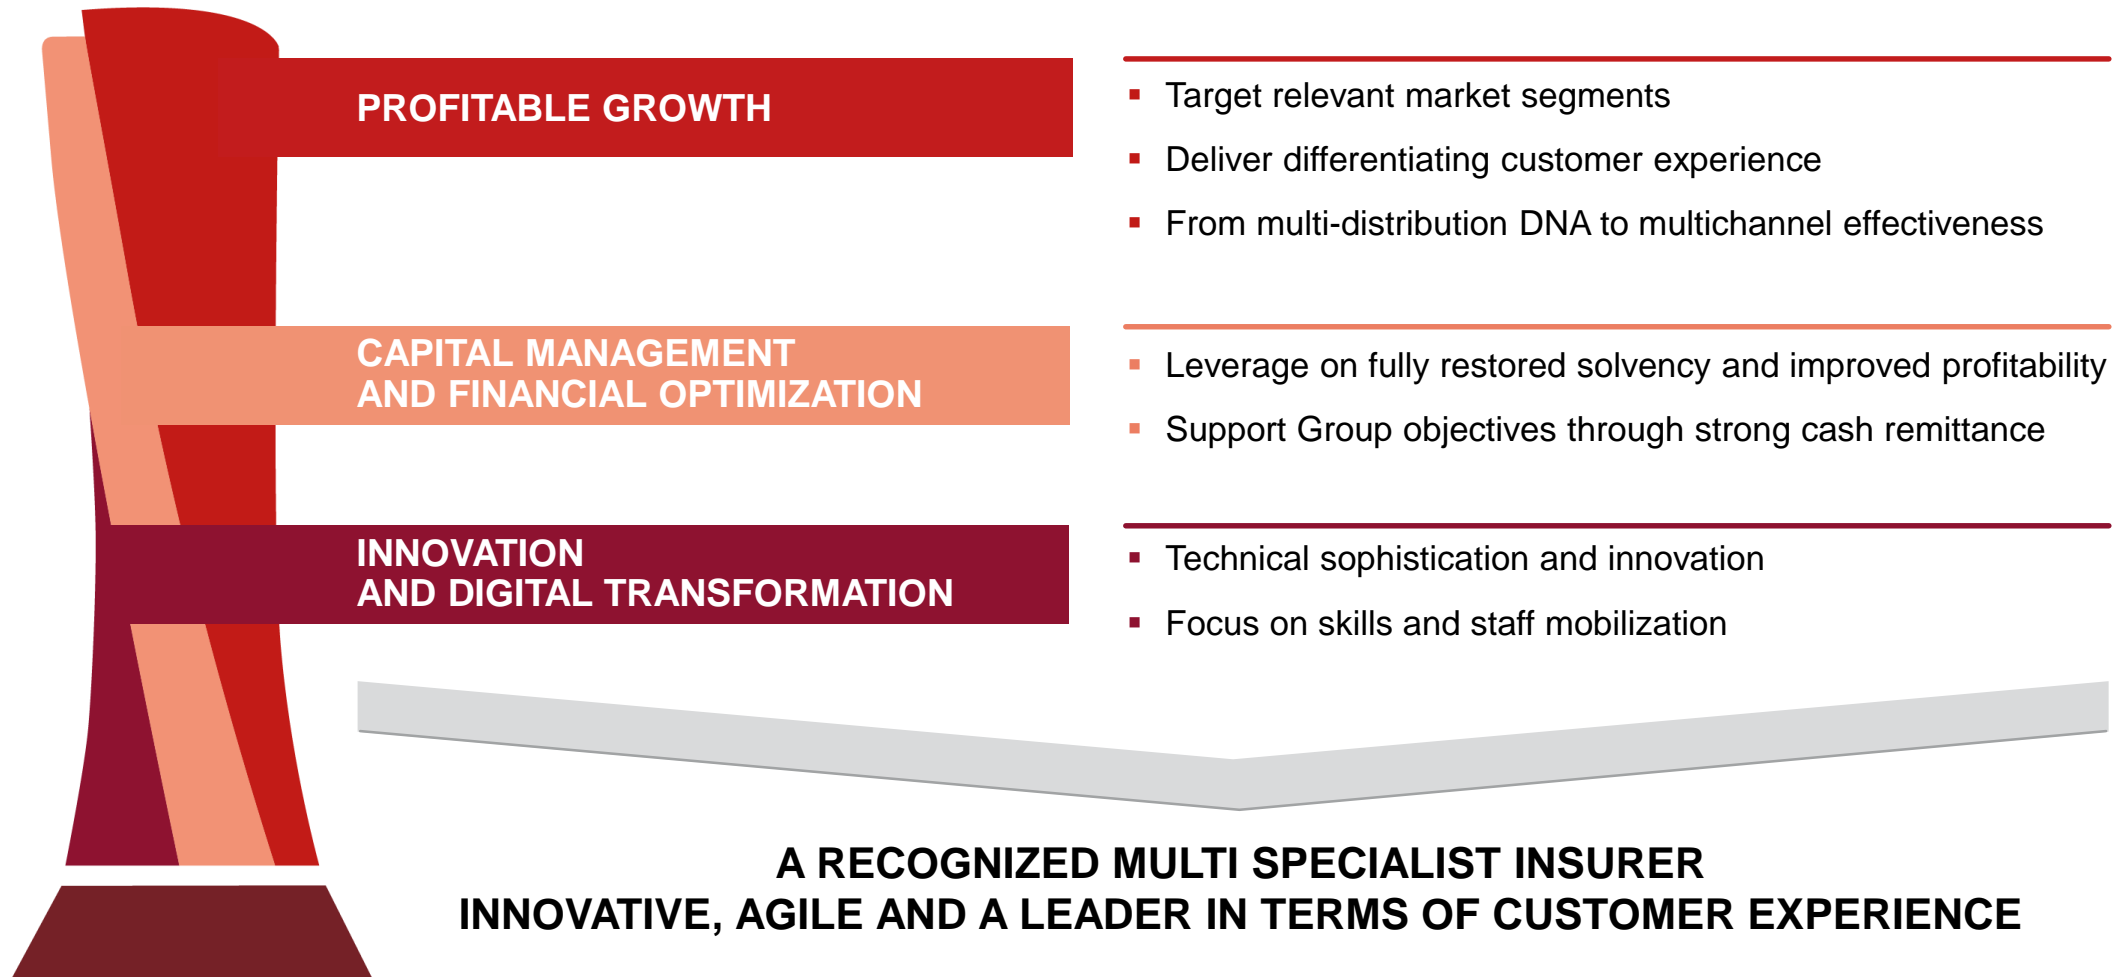 PROFITABLE GROWTH
Target relevant market segments
Deliver differentiating customer experience
From multi-distribution DNA to multichannel effectiveness
CAPITAL MANAGEMENT
AND FINANCIAL OPTIMIZATION
Leverage on fully restored solvency and improved profitability
Support Group objectives through strong cash remittance
INNOVATION
AND DIGITAL TRANSFORMATION
Technical sophistication and innovation
Focus on skills and staff mobilization
A RECOGNIZED MULTI SPECIALIST INSURER
INNOVATIVE, AGILE AND A LEADER IN TERMS OF CUSTOMER EXPERIENCE